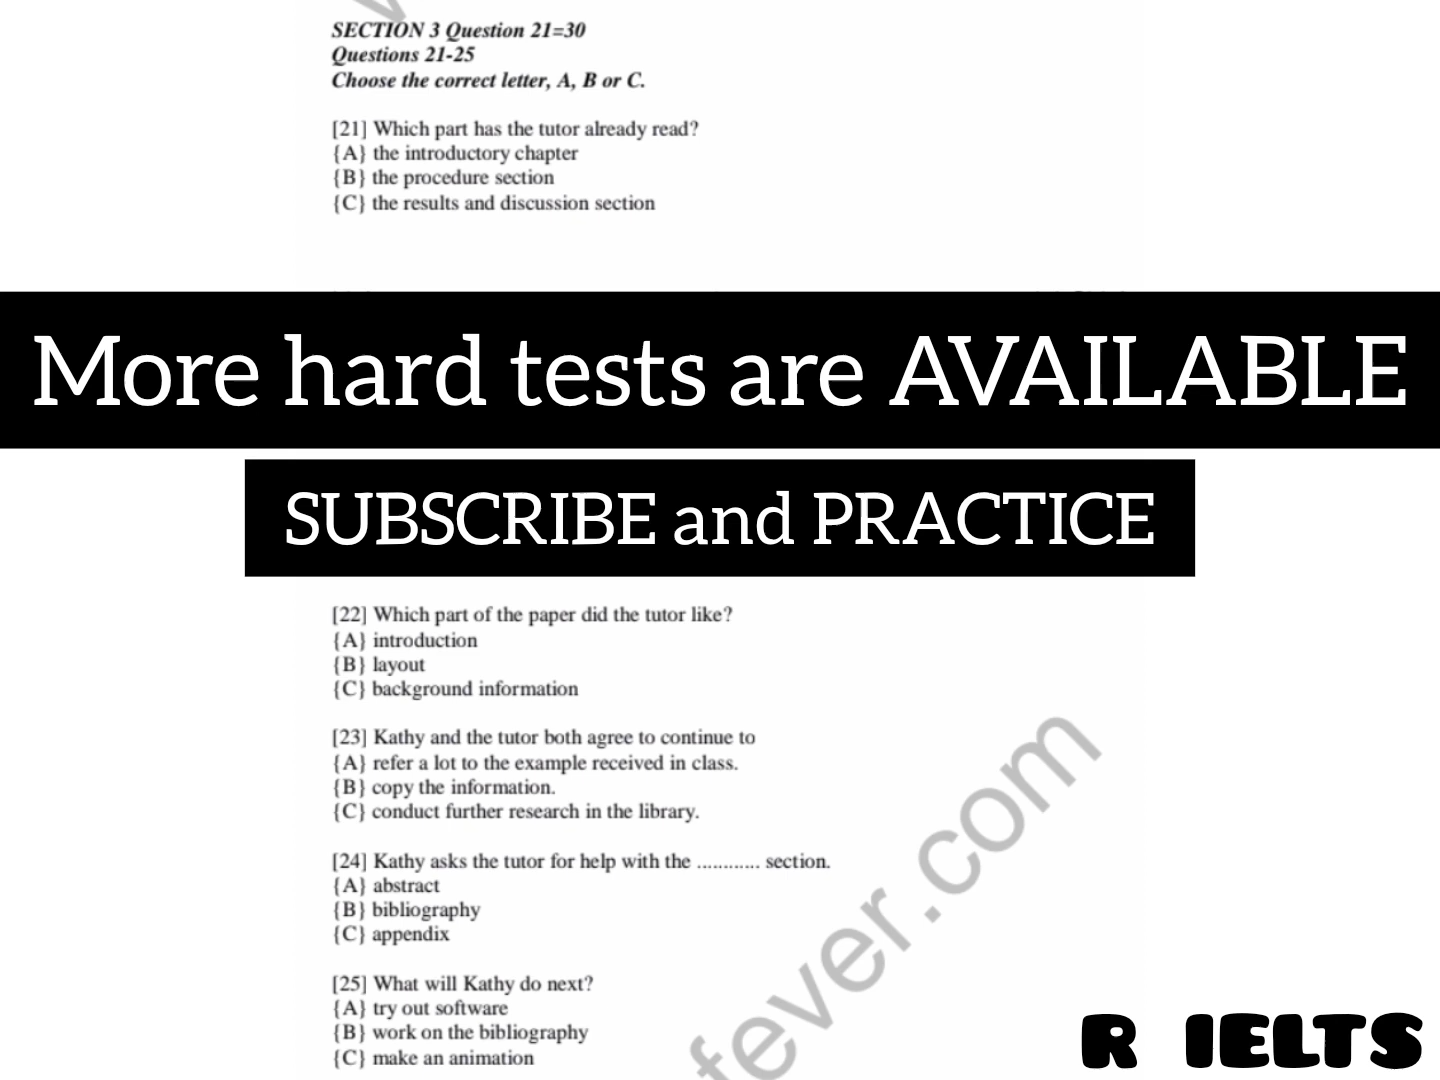 SECTION 3 Question 21=30
Questions 21-25
Choose the correct letter, A, B or C.
[21] Which part has the tutor already read?
{A} the introductory chapter
{B} the procedure section
{C} the results and discussion section
More hard tests are AVAILABLE
SUBSCRIBE and PRACTICE
[22] Which part of the paper did the tutor like?
{A} introduction
{B} layout
{C} background information
[23] Kathy and the tutor both agree to continue to
{A} refer a lot to the example received in class.
{B} copy the information.
{C} conduct further research in the library.
[24] Kathy asks the tutor for help with the ............ section.
{A} abstract
{B} bibliography
{C} appendix
[25] What will Kathy do next?
{A} try out software
{B} work on the bibliography
{C} make an animation
fever.com
R IELTS